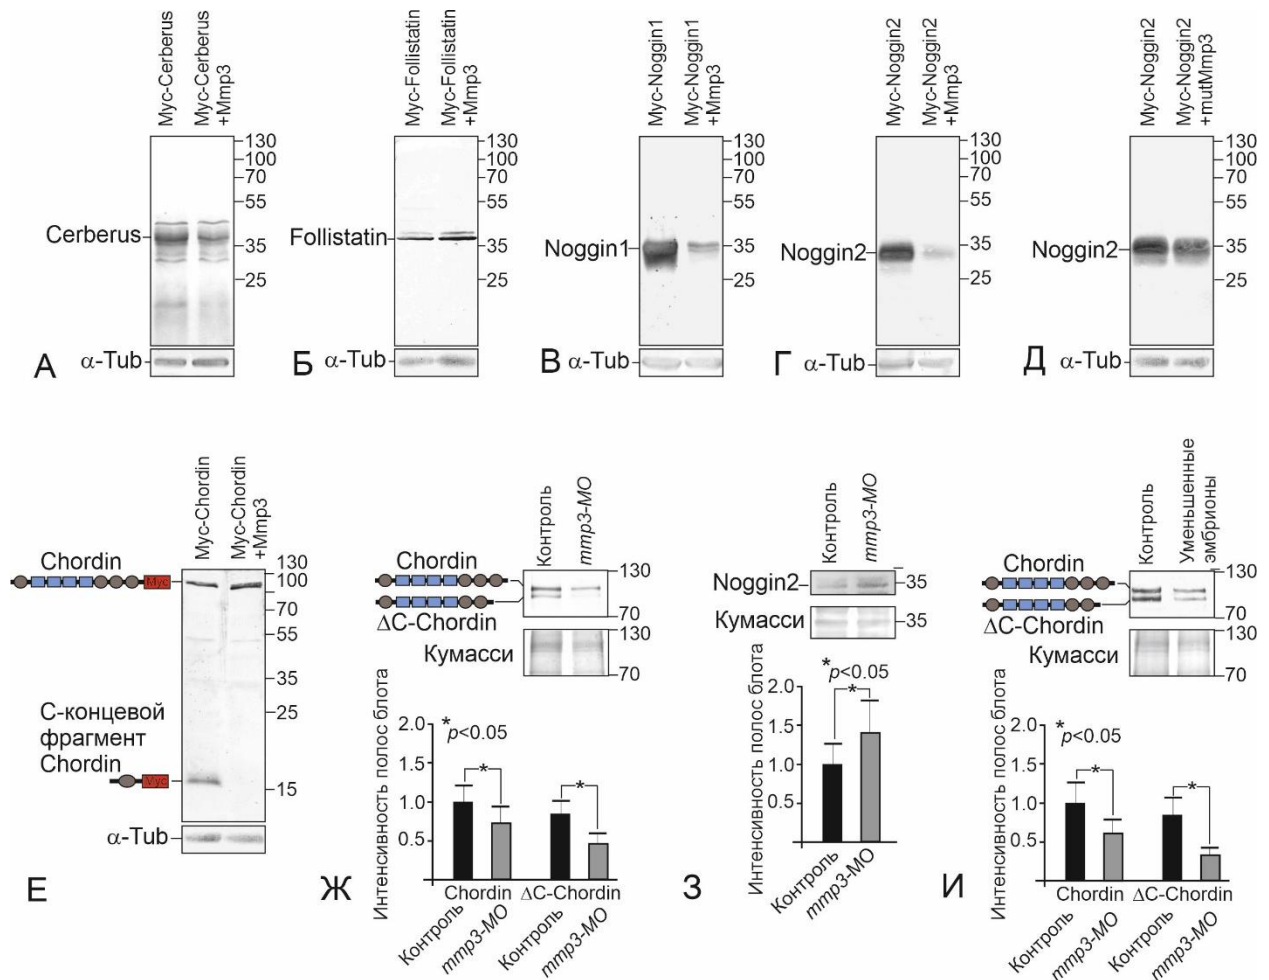 Myc-Cerberus
Myc-Cerberus
+Mmp3
130
100
70
55
35
25
Cerberus
α-Tub
А
Myc-Follistatin
Myc-Follistatin
+Mmp3
130
100
70
55
35
25
Follistatin
α-Tub
Б
Myc-Noggin1
Myc-Noggin1
+Mmp3
130
100
70
55
35
25
Noggin1
α-Tub
В
Myc-Noggin2
Myc-Noggin2
+Mmp3
130
100
70
55
35
25
Noggin2
α-Tub
Г
Myc-Noggin2
Myc-Noggin2
+mutMmp3
130
100
70
55
35
25
Noggin2
α-Tub
Д
Myc-Chordin
Myc-Chordin
+Mmp3
Chordin
Myc
130
100
70
55
35
25
15
С-концевой
фрагмент
Chordin
Myc
α-Tub
Е
Контроль
mmp3-MO
Chordin
ΔC-Chordin
130
70
Кумасси
130
70
Интенсивность полос блота
2.0
1.5
1.0
0.5
*p<0.05
*
*
Chordin
ΔC-Chordin
Контроль
mmp3-MO
Контроль
mmp3-MO
Ж
Контроль
mmp3-MO
Noggin2
35
Кумасси
35
Интенсивность полос блота
*p<0.05
2.0
1.5
1.0
0.5
*
Контроль
mmp3-MO
З
Контроль
Уменьшенные
эмбрионы
Chordin
ΔC-Chordin
130
70
Кумасси
130
70
Интенсивность полос блота
2.0
1.5
1.0
0.5
*p<0.05
*
*
Chordin
ΔC-Chordin
Контроль
mmp3-MO
Контроль
mmp3-MO
И